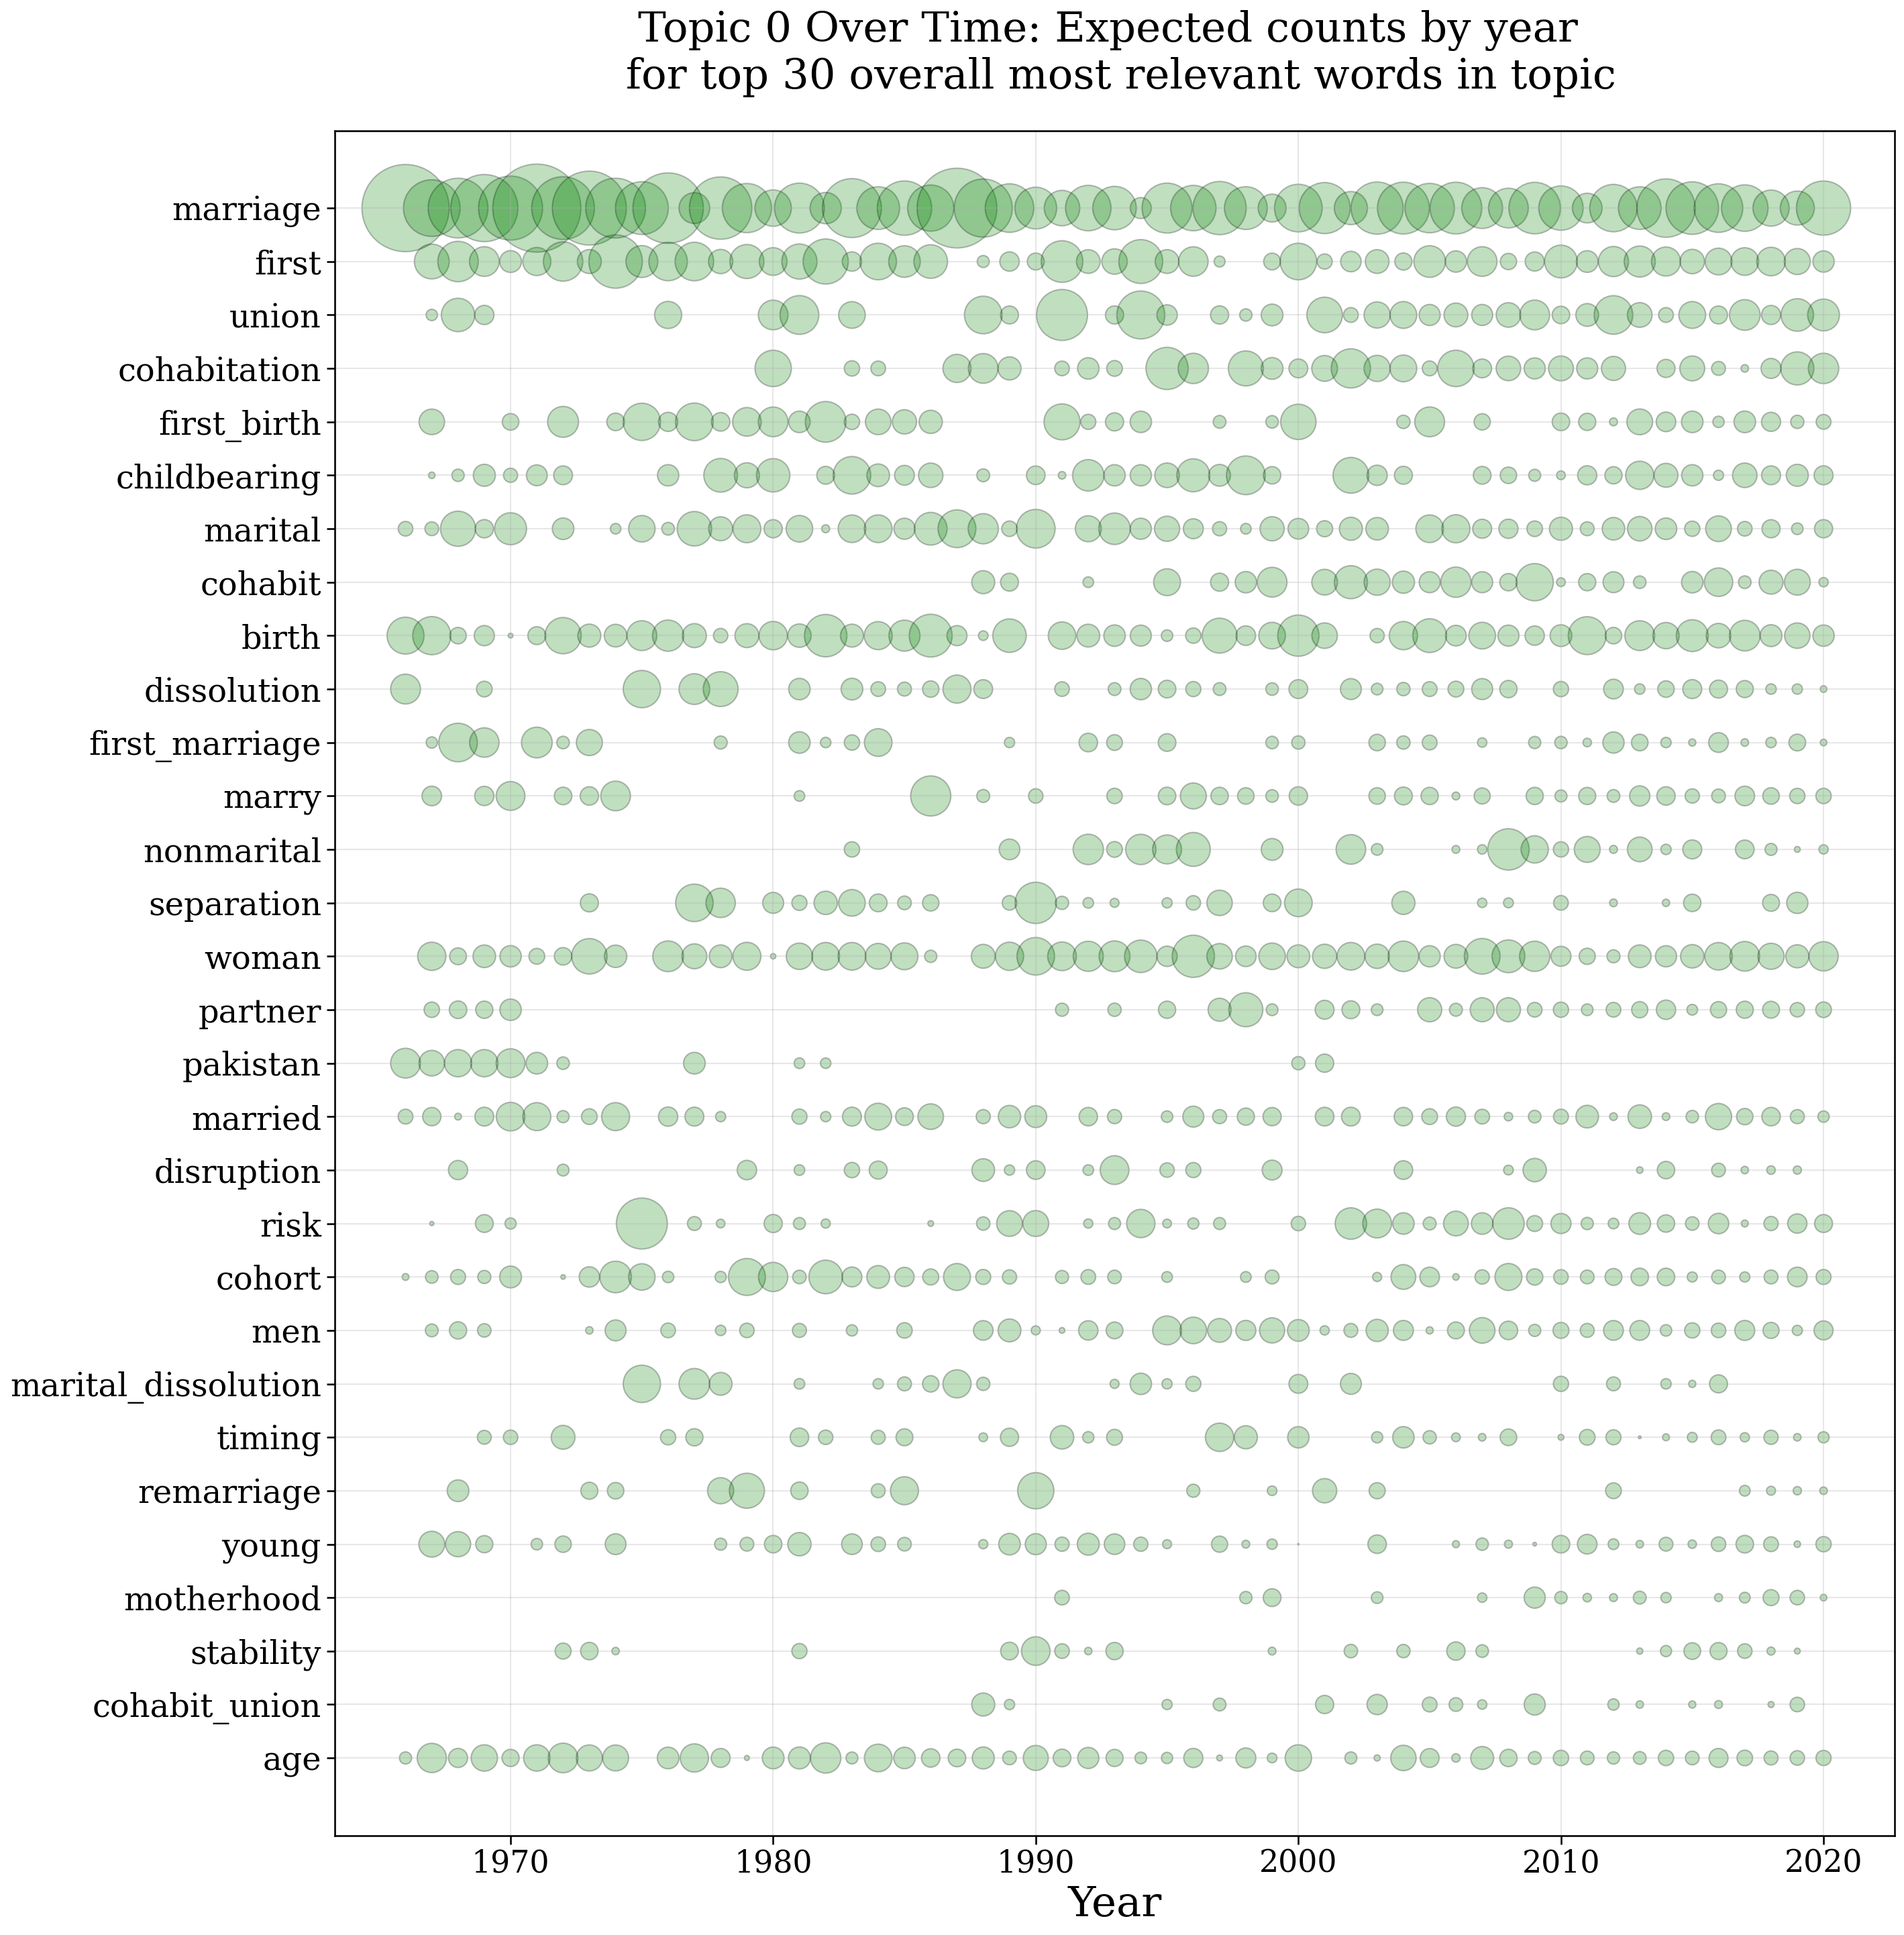 Topic 0 Over Time: Expected counts by year
for top 30 overall most relevant words in topic
marriage
first
union
cohabitation
first_birth
childbearing
marital
cohabit
birth
dissolution
first_marriage
marry
nonmarital
separation
woman
partner
pakistan
married
disruption
risk
cohort
men
marital_dissolution
timing
remarriage
young
motherhood
stability
cohabit_union
age
1970 1980 1990 2000 2010 2020
Year